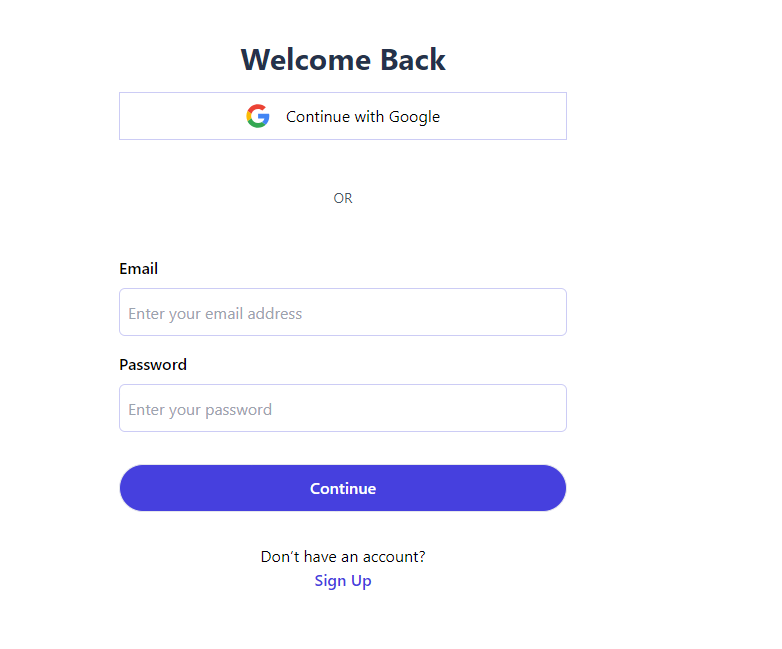 Welcome Back
Continue with Google
OR
Email
Enter your email address
Password
Enter your password
Continue
Don't have an account?
Sign Up